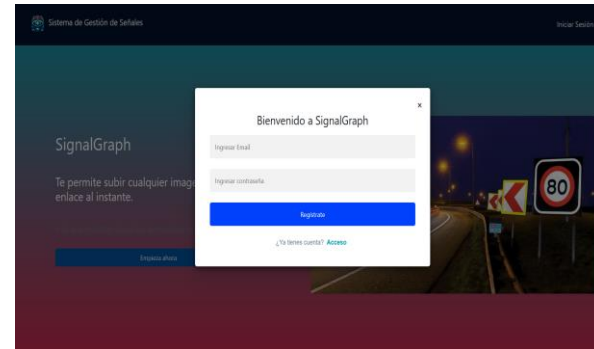 Sistema de Gestión de Señales
Iniciar Sesión
x
Bienvenido a SignalGraph
Ingresar Email
Ingresar contraseña
Regístrate
¿Ya tienes cuenta? Acceso
SignalGraph
Te permite subir cualquier image
enlace al instante.
Empieza ahora
80